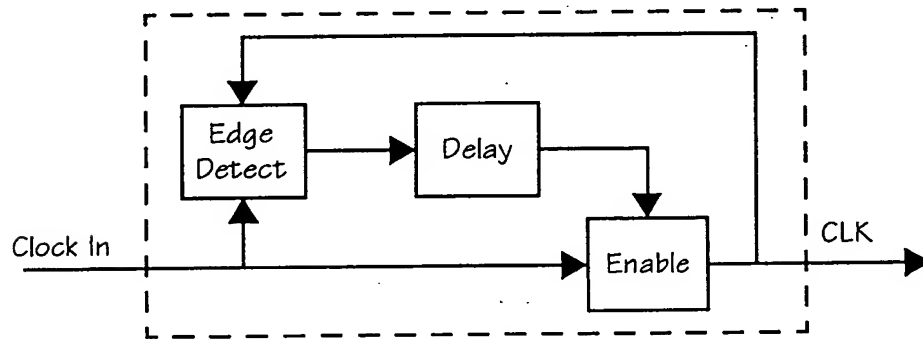 Edge
Detect
Delay
Clock In
Enable
CLK